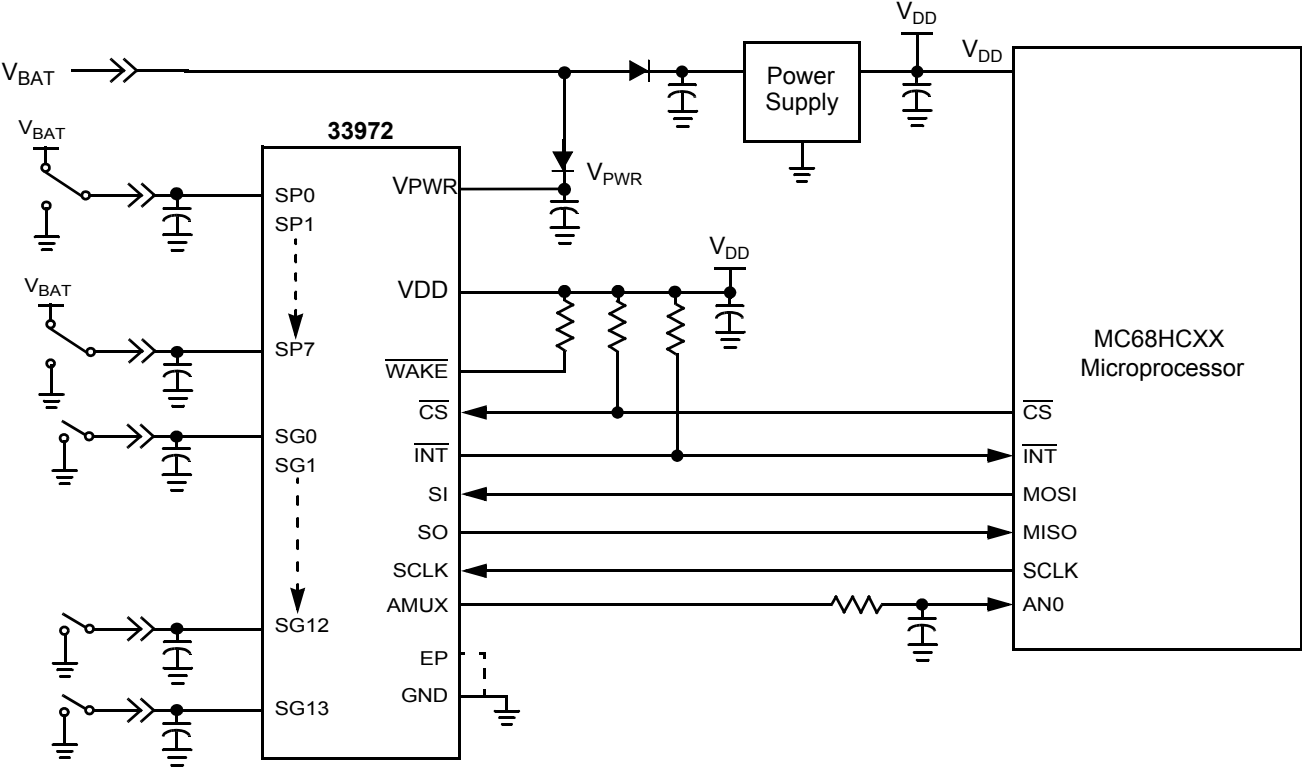 VDD
VDD
VBAT
Power
Supply
VBAT
33972
VPWR
VPWR
SP0
SP1
VDD
VBAT
VDD
SP7
WAKE
MC68HCXX
Microprocessor
CS
CS
SG0
INT
INT
SG1
SI
MOSI
SO
MISO
SCLK
SCLK
AMUX
AN0
SG12
EP
GND
SG13